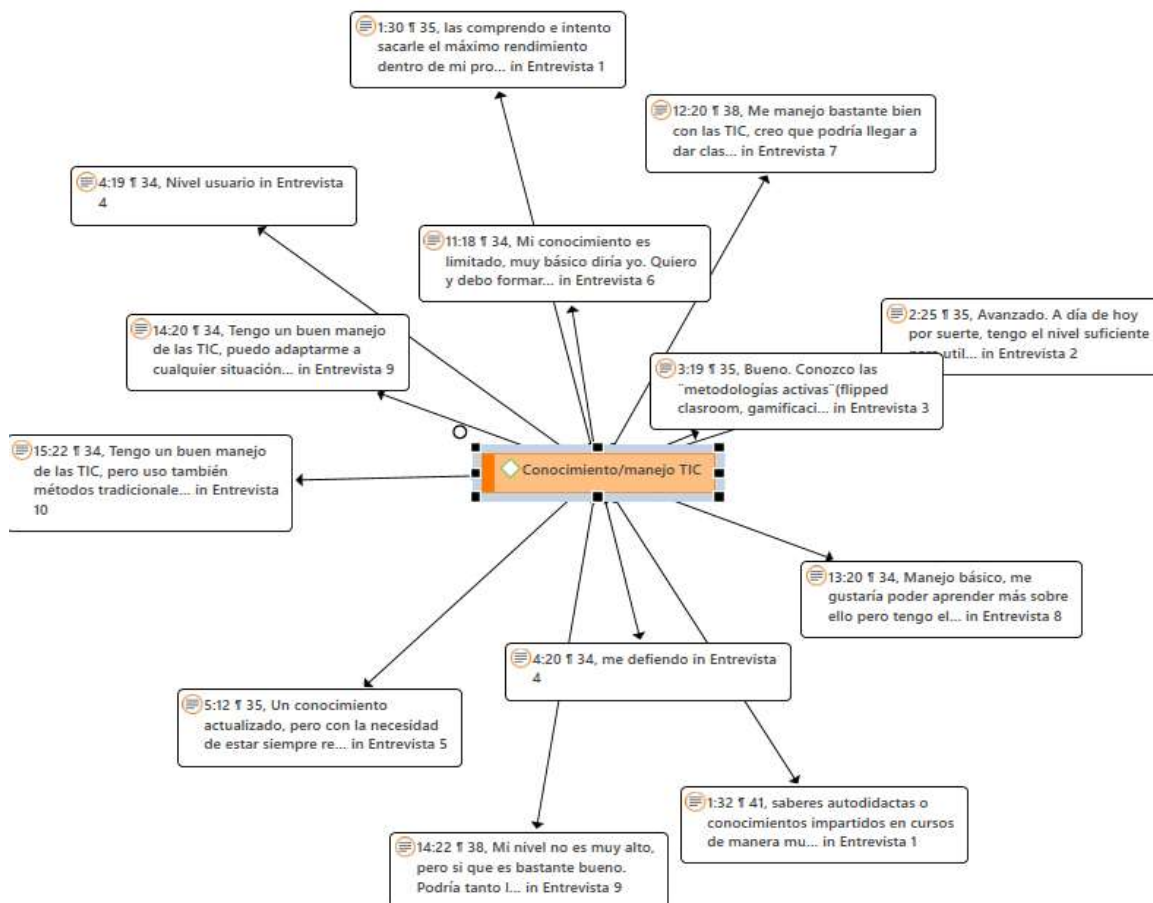 1:30 ¶ 35, las comprendo e intento
sacarle el máximo rendimiento
dentro de mi pro... in Entrevista 1
12:20 ¶ 38, Me manejo bastante bien
con las TIC, creo que podría llegar a
dar clas... in Entrevista 7
4:19 ¶ 34, Nivel usuario in Entrevista
4
11:18 ¶ 34, Mi conocimiento es
limitado, muy básico diría yo. Quiero
y debo formar... in Entrevista 6
2:25 ¶ 35, Avanzado. A día de hoy
por suerte, tengo el nivel suficiente
util... in Entrevista 2
14:20 ¶ 34, Tengo un buen manejo
de las TIC, puedo adaptarme a
cualquier situación... in Entrevista 9
3:19 ¶ 35, Bueno. Conozco las
¨metodologías activas¨(flipped
clasroom, gamificaci... in Entrevista 3
15:22 ¶ 34, Tengo un buen manejo
de las TIC, pero uso también
métodos tradicionale... in Entrevista
10
Conocimiento/manejo TIC
13:20 ¶ 34, Manejo básico, me
gustaría poder aprender más sobre
ello pero tengo el... in Entrevista 8
4:20 ¶ 34, me defiendo in Entrevista
4
5:12 ¶ 35, Un conocimiento
actualizado, pero con la necesidad
de estar siempre re... in Entrevista 5
1:32 ¶ 41, saberes autodidactas o
conocimientos impartidos en cursos
de manera mu... in Entrevista 1
14:22 ¶ 38, Mi nivel no es muy alto,
pero si que es bastante bueno.
Podría tanto l... in Entrevista 9